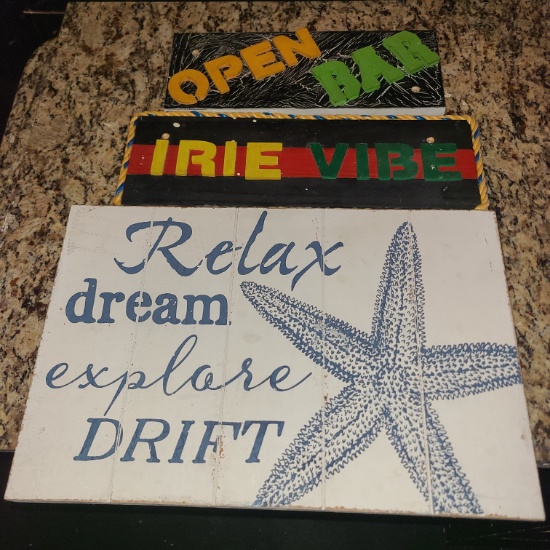 OPEN BAR
IRIE VIBE
Relax
dream
explore
DRIFT